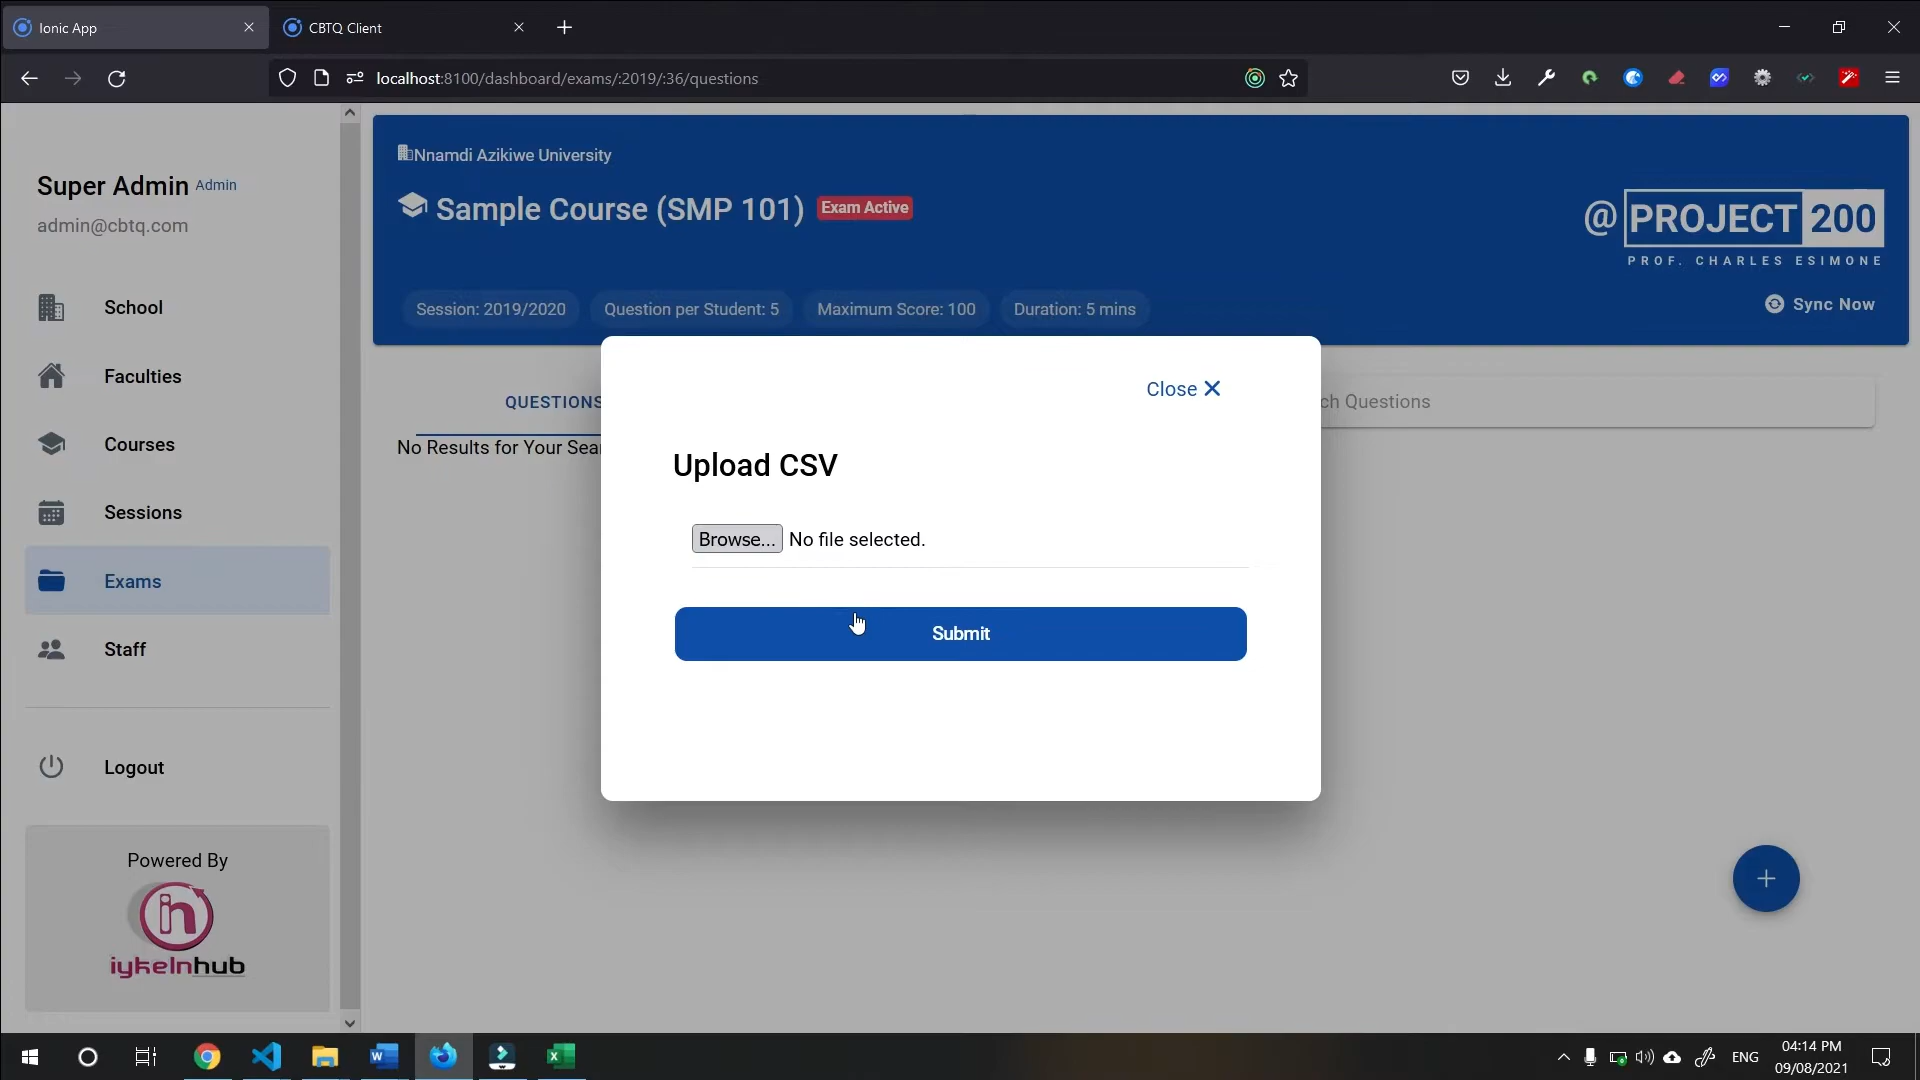 Ionic App
CBTQ Client
localhost:8100/dashboard/exams/:2019/:36/questions
Super Admin Admin
admin@cbtq.com
School
Faculties
Courses
Sessions
Exams
Staff
Logout
Powered By
in
iykeInhub
Nnamdi Azikiwe University
Sample Course (SMP 101) Exam Active
@PROJECT 200
PROF. CHARLES ESIMONE
Session: 2019/2020 Question per Student: 5 Maximum Score: 100 Duration: 5 mins
Sync Now
QUESTIONS
ch Questions
No Results for Your Sear
Close
Upload CSV
Browse... No file selected.
Submit
ENG
04:14 PM
09/08/2021